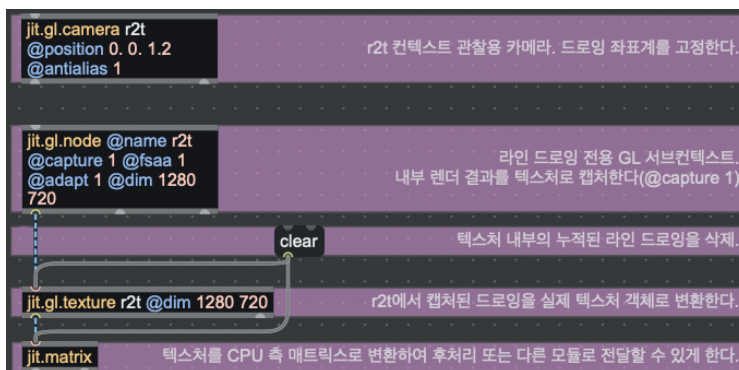 jit.gl.camera r2t
@position 0. 0. 1.2
@antialias 1
r2t 컨텍스트 관찰용 카메라. 드로잉 좌표계를 고정한다.
jit.gl.node @name r2t
@capture 1 @fsaa 1
@adapt 1 @dim 1280
720
라인 드로잉 전용 GL 서브컨텍스트.
내부 렌더 결과를 텍스처로 캡처한다(@capture 1)
clear
텍스처 내부의 누적된 라인 드로잉을 삭제.
jit.gl.texture r2t @dim 1280 720
r2t에서 캡처된 드로잉을 실제 텍스처 객체로 변환한다.
jit.matrix
텍스처를 CPU 측 매트릭스로 변환하여 후처리 또는 다른 모듈로 전달할 수 있게 한다.